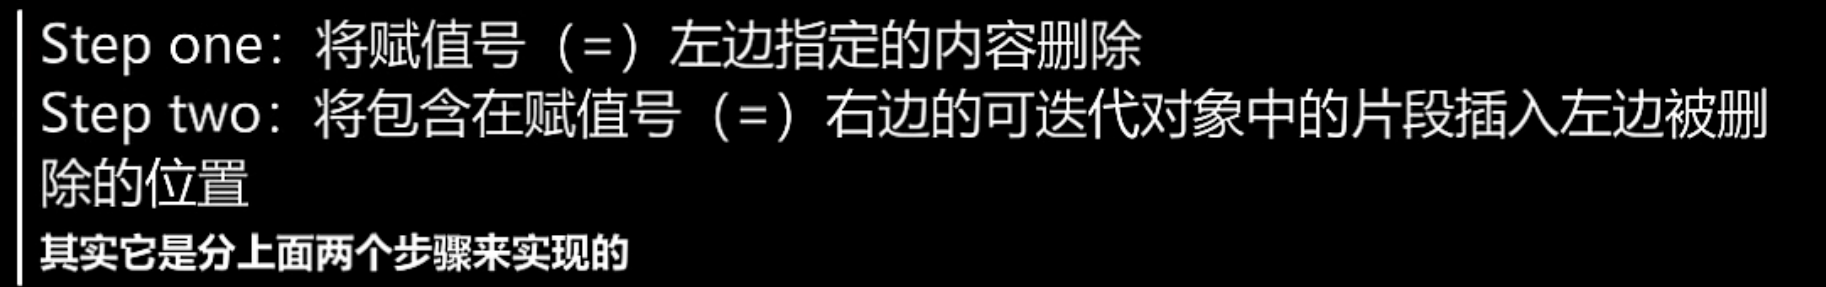 Step one：将赋值号（=）左边指定的内容删除
Step two：将包含在赋值号（=）右边的可迭代对象中的片段插入左边被删
除的位置
其实它是分上面两个步骤来实现的